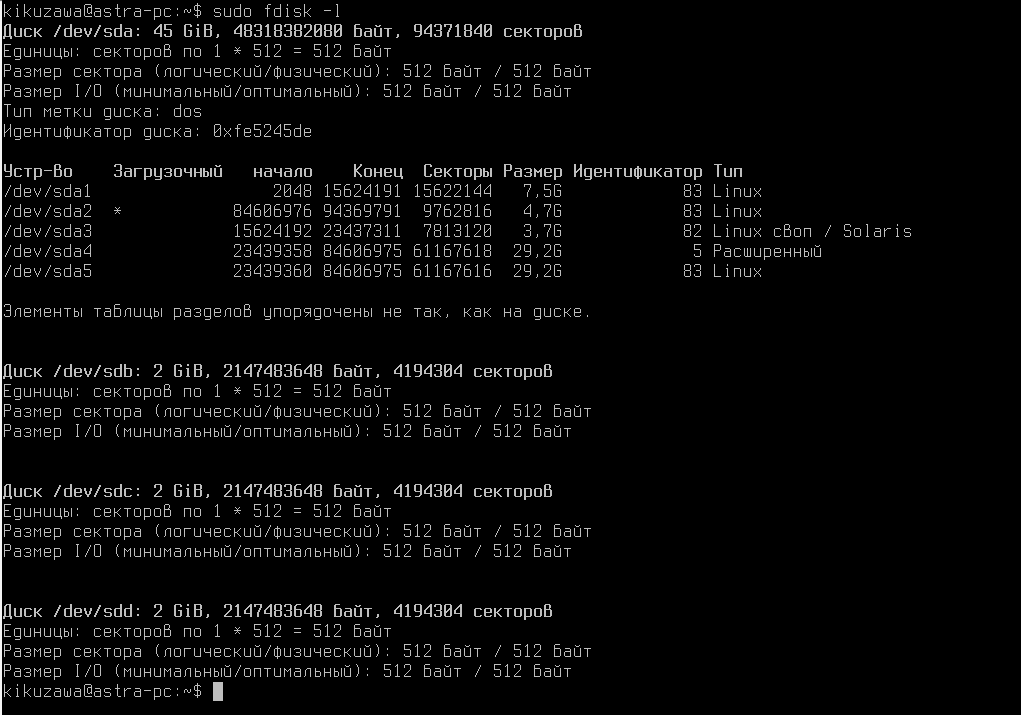 kikuzawa@astra-pc:~$ sudo fdisk -l
Диск /dev/sda: 45 GiB, 48318382080 байт, 94371840 секторов
Единицы: секторов по 1 * 512 = 512 байт
Размер сектора (логический/физический): 512 байт / 512 байт
Размер I/O (минимальный/оптимальный): 512 байт / 512 байт
Тип метки диска: dos
Идентификатор диска: 0xfe5245de
Устр-во Загрузочный начало Конец Секторы Размер Идентификатор Тип
/dev/sda1 2048 15624191 15622144 7,5G 83 Linux
/dev/sda2 * 84606976 94369791 9762816 4,7G 83 Linux
/dev/sda3 15624192 23437311 7813120 3,7G 82 Linux своп / Solaris
/dev/sda4 23439358 84606975 61167618 29,2G 5 Расширенный
/dev/sda5 23439360 84606975 61167616 29,2G 83 Linux
Элементы таблицы разделов упорядочены не так, как на диске.
Диск /dev/sdb: 2 GiB, 2147483648 байт, 4194304 секторов
Единицы: секторов по 1 * 512 = 512 байт
Размер сектора (логический/физический): 512 байт / 512 байт
Размер I/O (минимальный/оптимальный): 512 байт / 512 байт
Диск /dev/sdc: 2 GiB, 2147483648 байт, 4194304 секторов
Единицы: секторов по 1 * 512 = 512 байт
Размер сектора (логический/физический): 512 байт / 512 байт
Размер I/O (минимальный/оптимальный): 512 байт / 512 байт
Диск /dev/sdd: 2 GiB, 2147483648 байт, 4194304 секторов
Единицы: секторов по 1 * 512 = 512 байт
Размер сектора (логический/физический): 512 байт / 512 байт
Размер I/O (минимальный/оптимальный): 512 байт / 512 байт
kikuzawa@astra-pc:~$